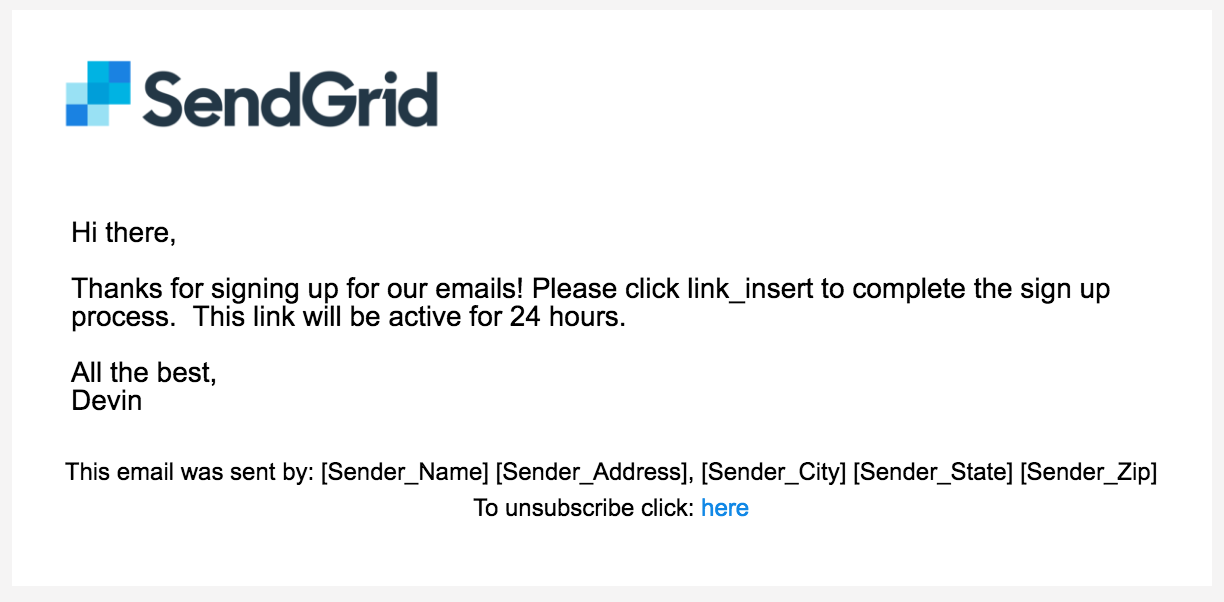 SendGrid
Hi there,
Thanks for signing up for our emails! Please click link_insert to complete the sign up
process.  This link will be active for 24 hours.
All the best,
Devin
This email was sent by: [Sender_Name] [Sender_Address], [Sender_City] [Sender_State] [Sender_Zip]
To unsubscribe click: here